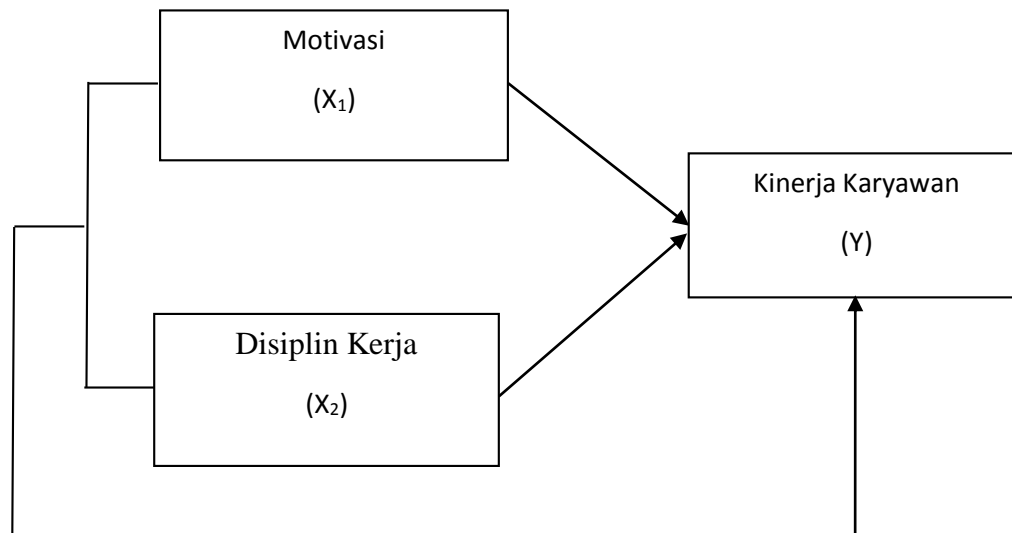 Motivasi
(X₁)
Kinerja Karyawan
(Y)
Disiplin Kerja
(X₂)